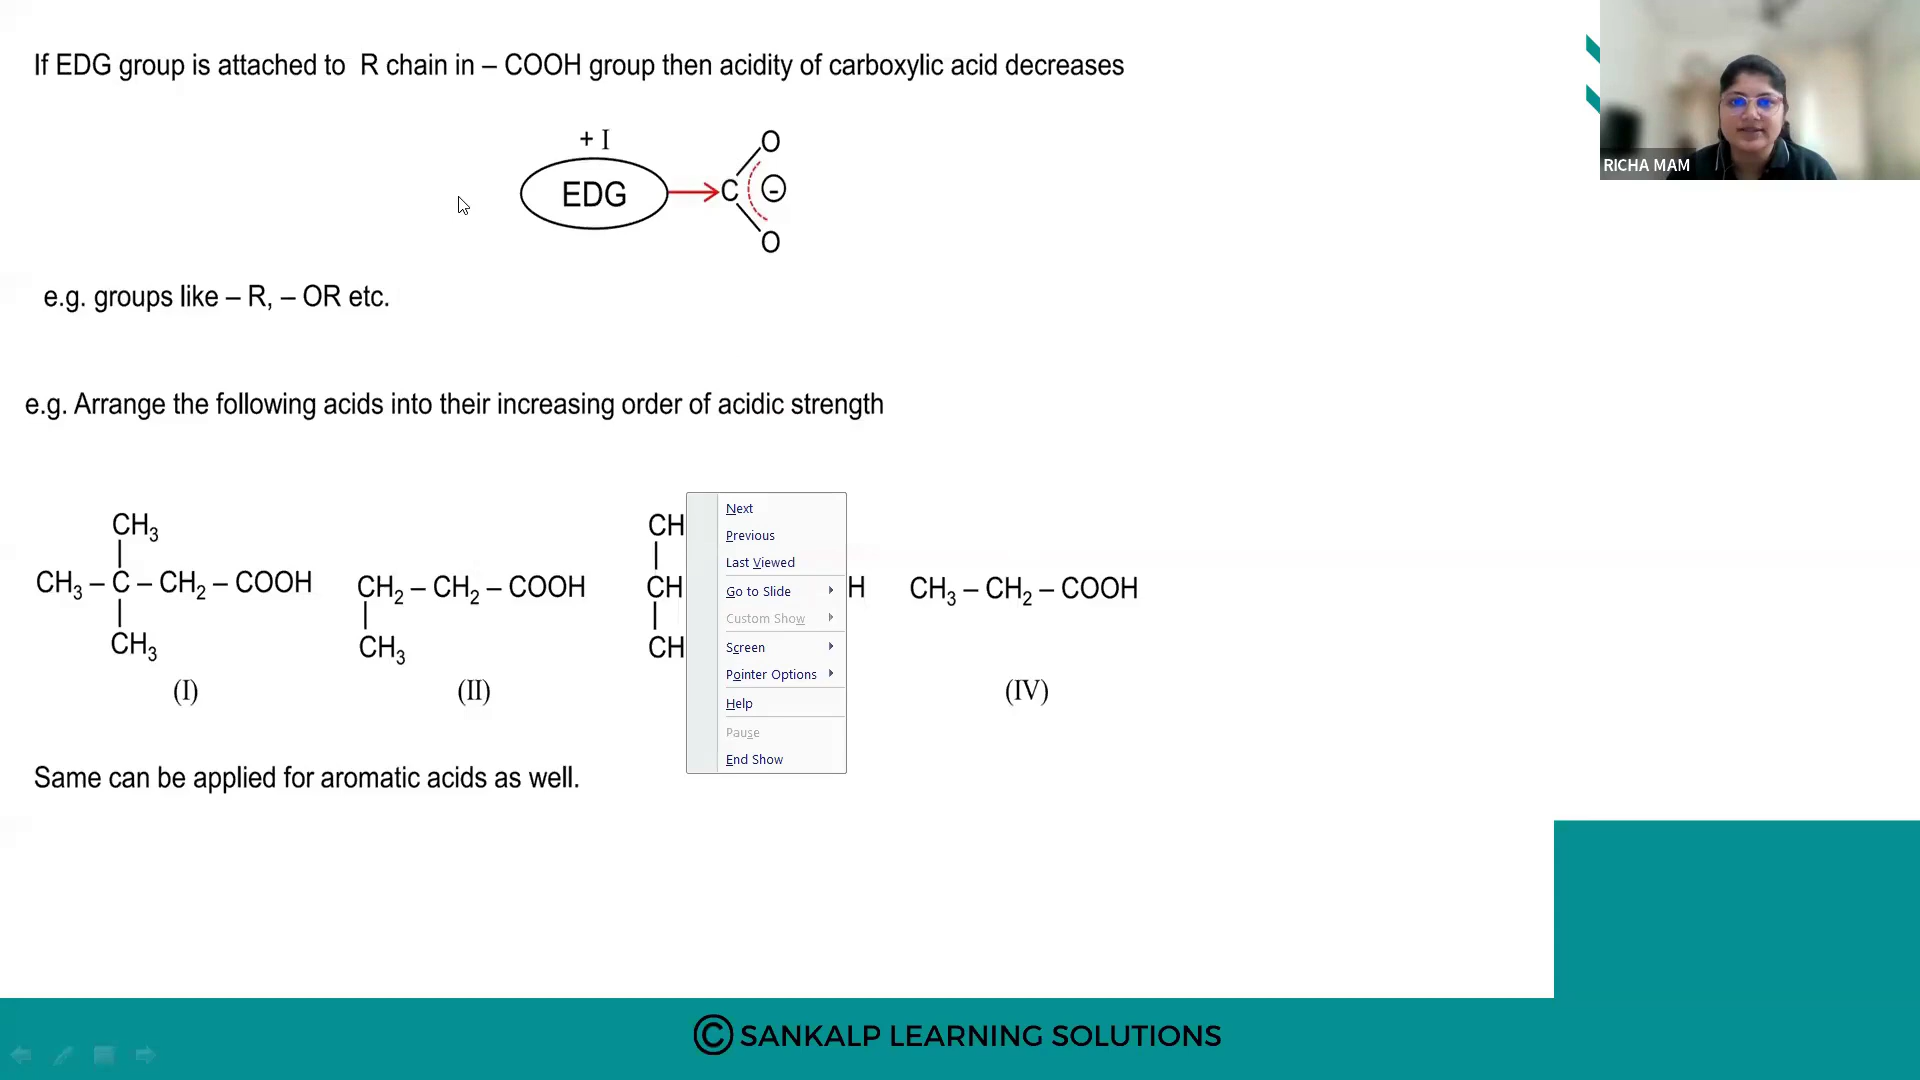 If EDG group is attached to R chain in – COOH group then acidity of carboxylic acid decreases
RICHA MAM
+ I
EDG
C
O
-
O
e.g. groups like – R, – OR etc.
e.g. Arrange the following acids into their increasing order of acidic strength
CH3
CH3 – C – CH2 – COOH
CH3
(I)
CH2 – CH2 – COOH
CH3
(II)
CH
CH H
CH
Next
Previous
Last Viewed
Go to Slide
Custom Show
Screen
Pointer Options
Help
Pause
End Show
CH3 – CH2 – COOH
(IV)
Same can be applied for aromatic acids as well.
© SANKALP LEARNING SOLUTIONS